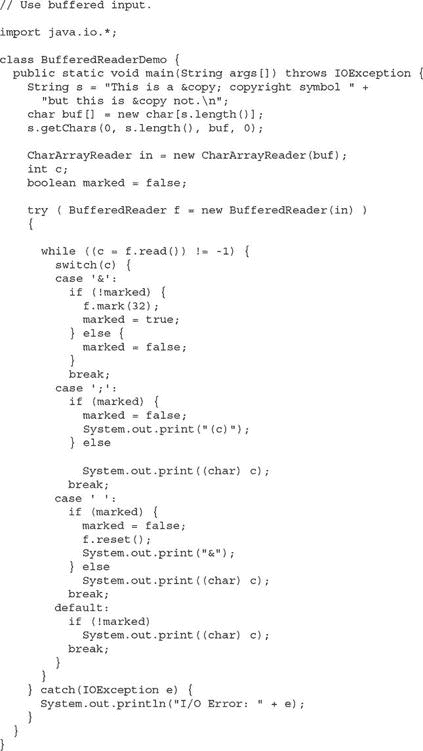 // Use buffered input.
import java.io.*;
class BufferedReaderDemo {
  public static void main(String args[]) throws IOException {
    String s = "This is a &copy; copyright symbol " +
      "but this is &copy not.\n";
    char buf[] = new char[s.length()];
    s.getChars(0, s.length(), buf, 0);
    CharArrayReader in = new CharArrayReader(buf);
    int c;
    boolean marked = false;
    try ( BufferedReader f = new BufferedReader(in) )
    {
      while ((c = f.read()) != -1) {
        switch(c) {
        case '&':
          if (!marked) {
            f.mark(32);
            marked = true;
          } else {
            marked = false;
          }
          break;
        case ';':
          if (marked) {
            marked = false;
            System.out.print("(c)");
          } else
            System.out.print((char) c);
          break;
        case ' ':
          if (marked) {
            marked = false;
            f.reset();
            System.out.print("&");
          } else
            System.out.print((char) c);
          break;
        default:
          if (!marked)
            System.out.print((char) c);
          break;
        }
      }
    } catch(IOException e) {
      System.out.println("I/O Error: " + e);
    }
  }
}